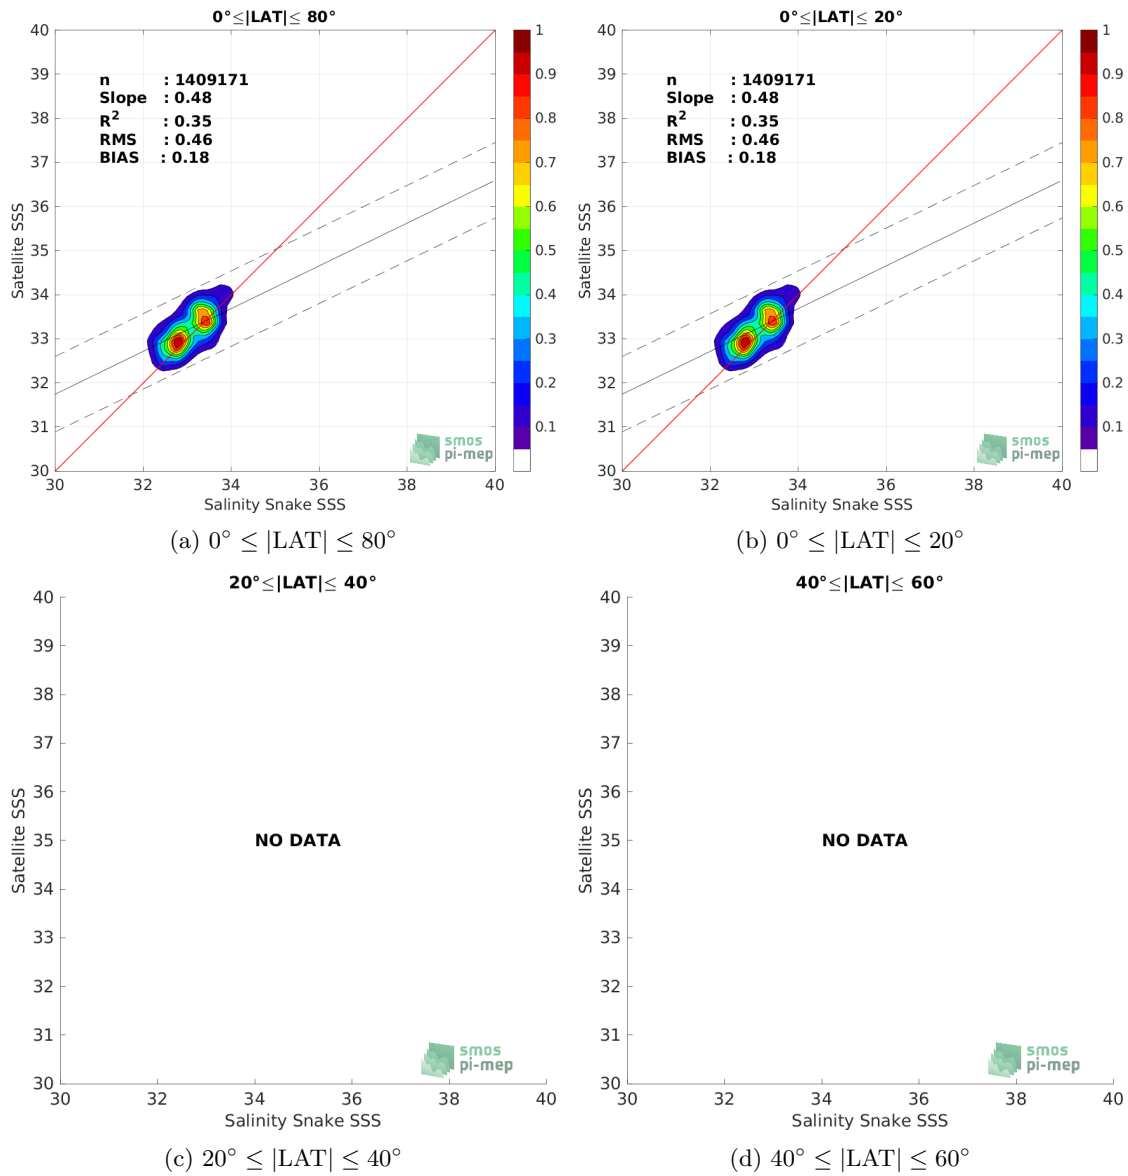 0°≤|LAT|≤ 80°
40
39
38
37
36
35
34
33
32
31
30
Satellite SSS
n : 1409171
Slope : 0.48
R² : 0.35
RMS : 0.46
BIAS : 0.18
1
0.9
0.8
0.7
0.6
0.5
0.4
0.3
0.2
0.1
smos
pi-mep
30 32 34 36 38 40
Salinity Snake SSS
(a) 0° ≤ |LAT| ≤ 80°
0°≤|LAT|≤ 20°
40
39
38
37
36
35
34
33
32
31
30
Satellite SSS
n : 1409171
Slope : 0.48
R² : 0.35
RMS : 0.46
BIAS : 0.18
1
0.9
0.8
0.7
0.6
0.5
0.4
0.3
0.2
0.1
smos
pi-mep
30 32 34 36 38 40
Salinity Snake SSS
(b) 0° ≤ |LAT| ≤ 20°
20°≤|LAT|≤ 40°
40
39
38
37
36
35
34
33
32
31
30
Satellite SSS
NO DATA
smos
pi-mep
30 32 34 36 38 40
Salinity Snake SSS
(c) 20° ≤ |LAT| ≤ 40°
40°≤|LAT|≤ 60°
40
39
38
37
36
35
34
33
32
31
30
Satellite SSS
NO DATA
smos
pi-mep
30 32 34 36 38 40
Salinity Snake SSS
(d) 40° ≤ |LAT| ≤ 60°